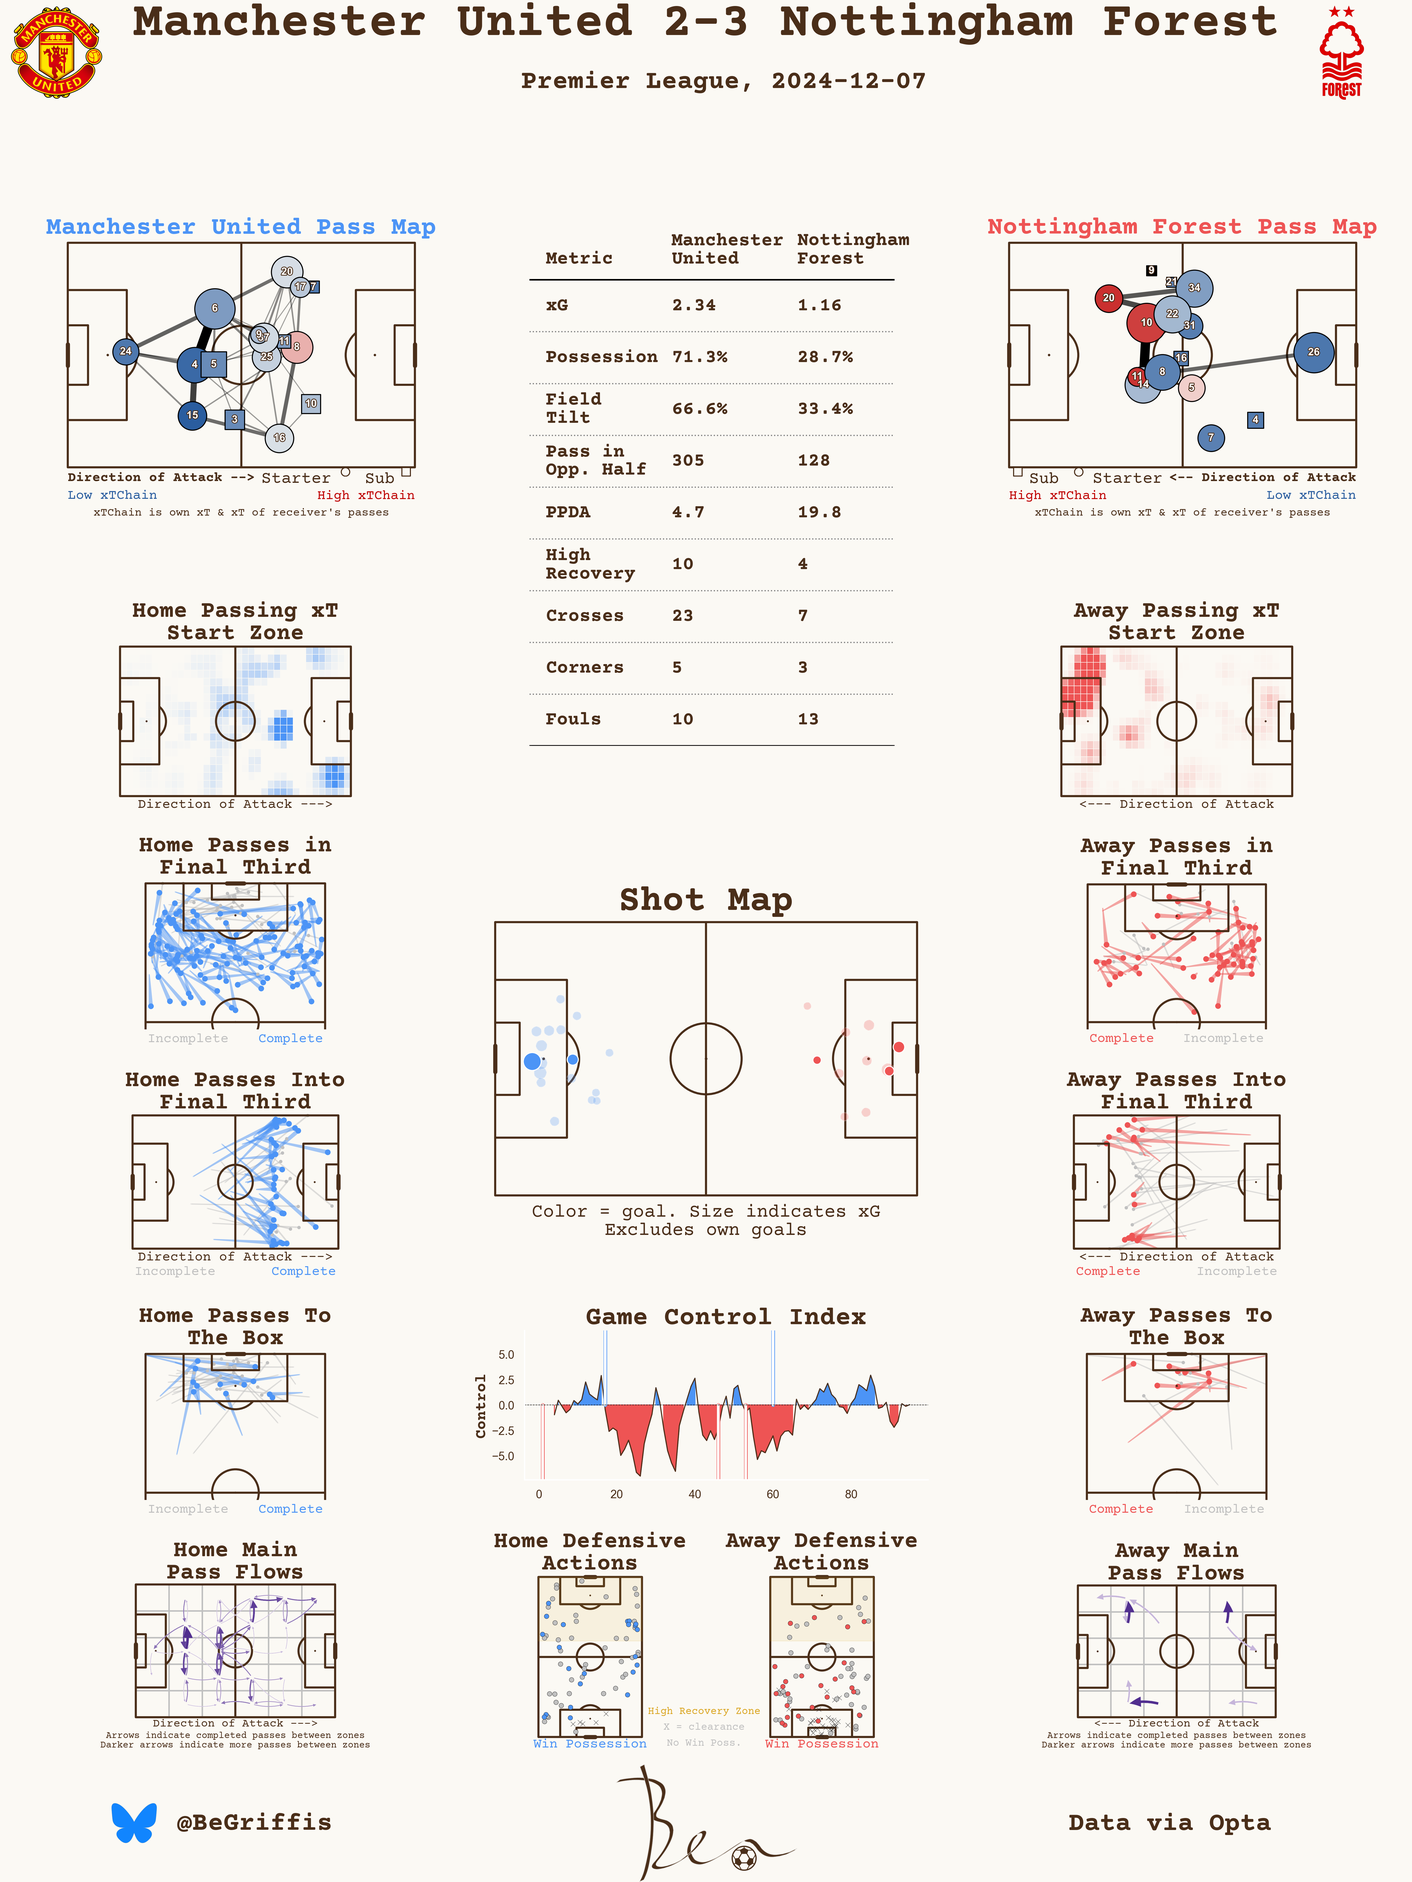 Manchester United 2-3 Nottingham Forest
Premier League, 2024-12-07
MANCHESTER
UNITED
FOREST
Manchester United Pass Map
20
17
7
6
9
17
11
8
25
24
4
5
10
15
3
16
Direction of Attack --> Starter Sub
Low xTChain High xTChain
xTChain is own xT & xT of receiver's passes
Metric Manchester United Nottingham Forest
xG 2.34 1.16
Possession 71.3% 28.7%
Field Tilt 66.6% 33.4%
Pass in Opp. Half 305 128
PPDA 4.7 19.8
High Recovery 10 4
Crosses 23 7
Corners 5 3
Fouls 10 13
Nottingham Forest Pass Map
9
21
34
20
22
10
31
16
26
11
8
14
5
4
7
Sub Starter <-- Direction of Attack
High xTChain Low xTChain
xTChain is own xT & xT of receiver's passes
Home Passing xT
Start Zone
Direction of Attack --->
Away Passing xT
Start Zone
<--- Direction of Attack
Home Passes in
Final Third
Incomplete Complete
Away Passes in
Final Third
Complete Incomplete
Shot Map
Color = goal. Size indicates xG
Excludes own goals
Home Passes Into
Final Third
Direction of Attack --->
Incomplete Complete
Away Passes Into
Final Third
<--- Direction of Attack
Complete Incomplete
Home Passes To
The Box
Incomplete Complete
Game Control Index
Control
5.0
2.5
0.0
−2.5
−5.0
0 20 40 60 80
Away Passes To
The Box
Complete Incomplete
Home Main
Pass Flows
Direction of Attack --->
Arrows indicate completed passes between zones
Darker arrows indicate more passes between zones
Home Defensive
Actions
Win Possession
High Recovery Zone
X = clearance
No Win Poss.
Away Defensive
Actions
Win Possession
Away Main
Pass Flows
<--- Direction of Attack
Arrows indicate completed passes between zones
Darker arrows indicate more passes between zones
@BeGriffis
Ben
Data via Opta